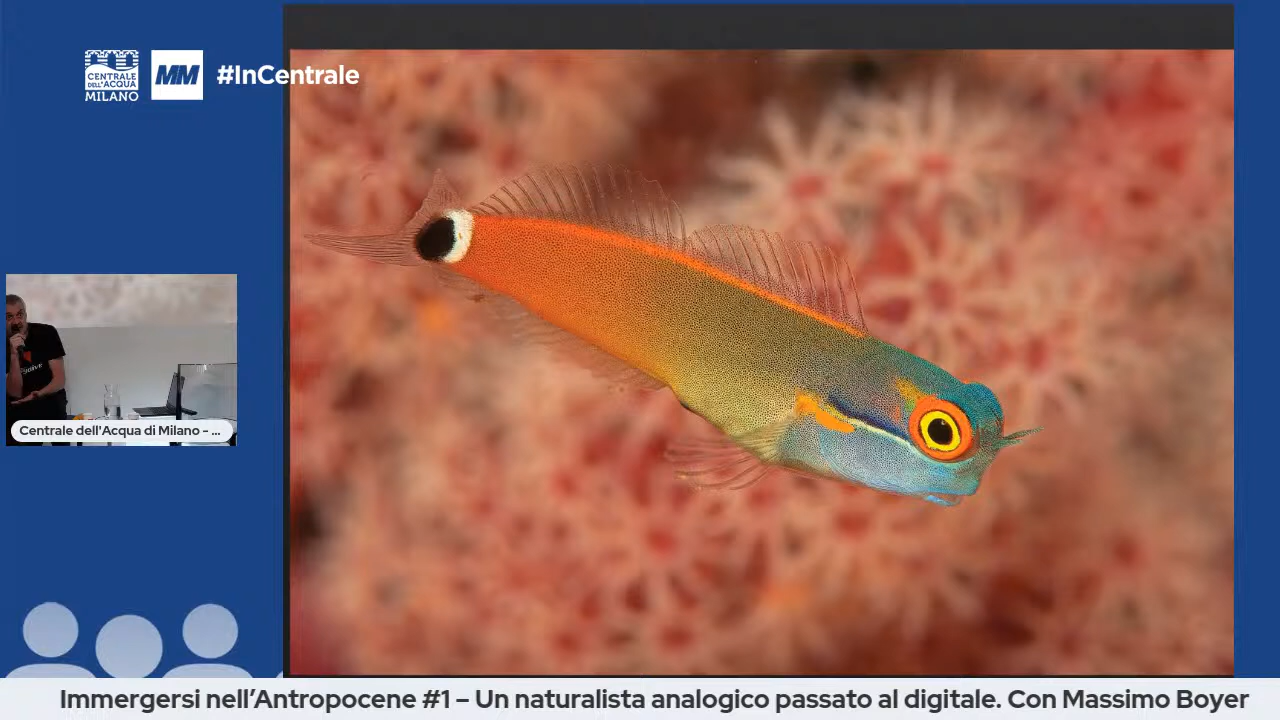 CENTRALE
DELL'ACQUA
MILANO
MM
#InCentrale
Centrale dell'Acqua di Milano - ...
Immergersi nell'Antropocene #1 – Un naturalista analogico passato al digitale. Con Massimo Boyer